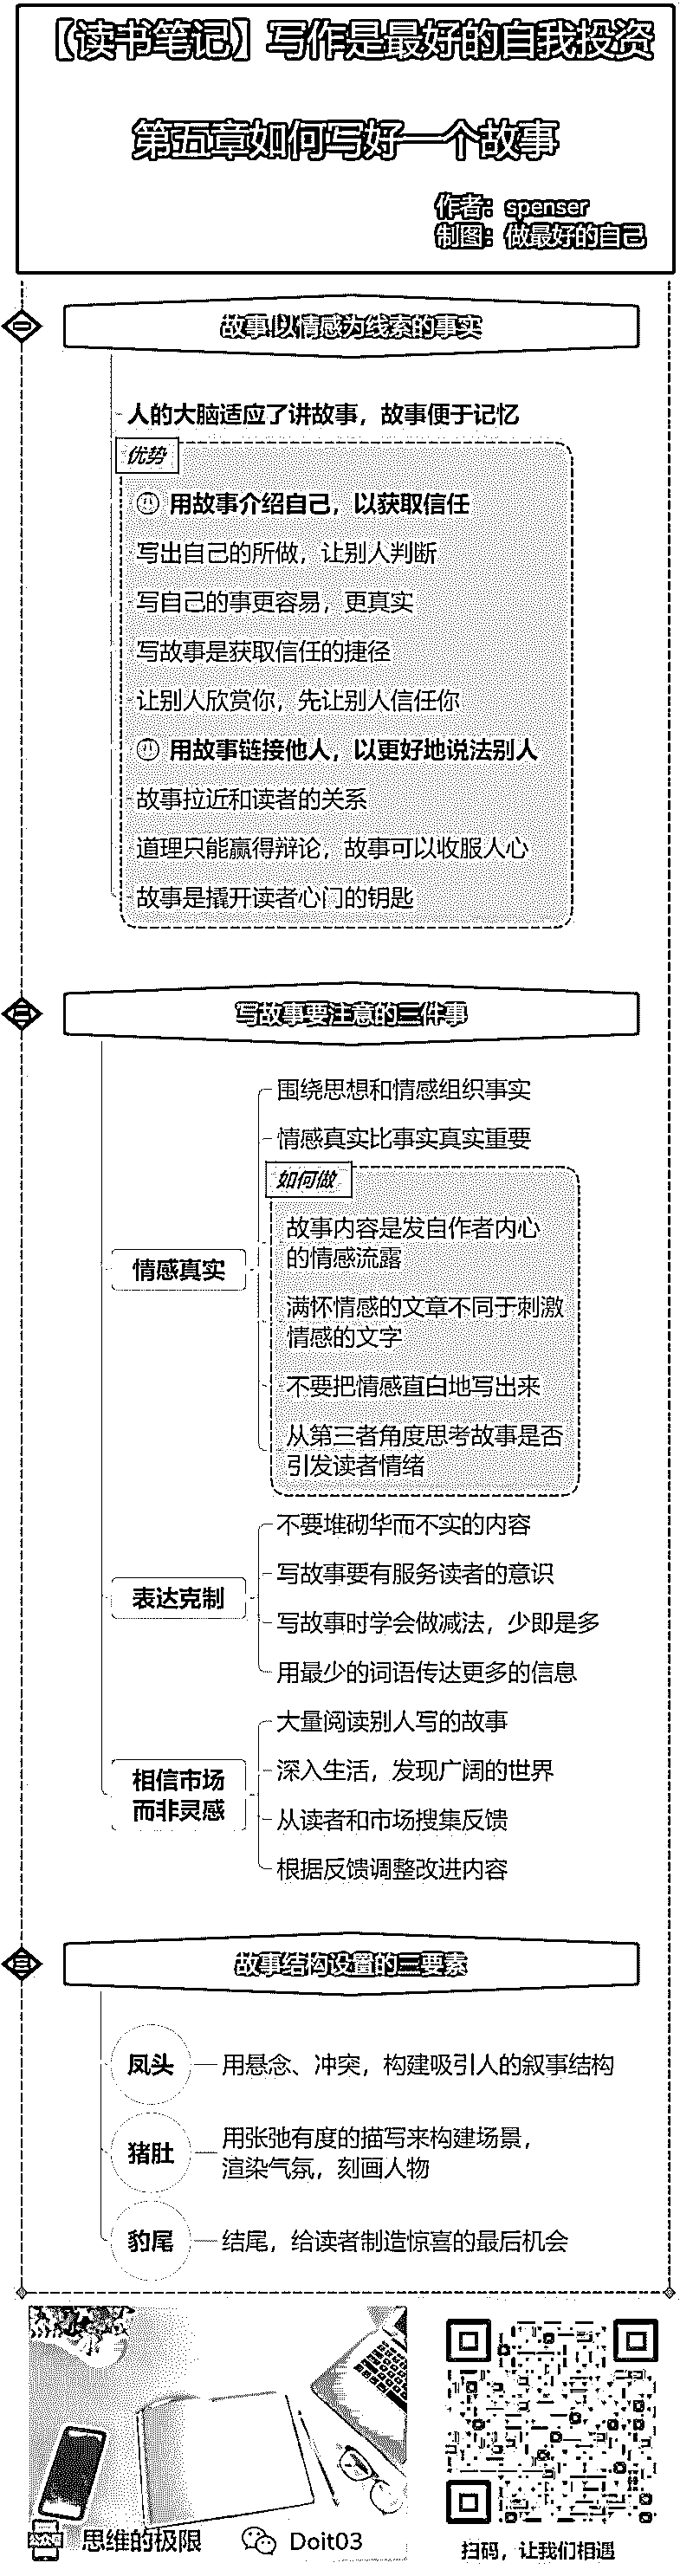 【读书笔记】写作是最好的自我投资
第五章如何写好一个故事
作者：spenser
制图：做最好的自己
一
故事:以情感为线索的事实
人的大脑适应了讲故事，故事便于记忆
优势
用故事介绍自己，以获取信任
写出自己的所做，让别人判断
写自己的事更容易，更真实
写故事是获取信任的捷径
让别人欣赏你，先让别人信任你
用故事链接他人，以更好地说法别人
故事拉近和读者的关系
道理只能赢得辩论，故事可以收服人心
故事是撬开读者心门的钥匙
二
写故事要注意的三件事
围绕思想和情感组织事实
情感真实比事实真实重要
如何做
情感真实
故事内容是发自作者内心
的情感流露
满怀情感的文章不同于刺激
情感的文字
不要把情感直白地写出来
从第三者角度思考故事是否
引发读者情绪
表达克制
不要堆砌华而不实的内容
写故事要有服务读者的意识
写故事时学会做减法，少即是多
用最少的词语传达更多的信息
相信市场
而非灵感
大量阅读别人写的故事
深入生活，发现广阔的世界
从读者和市场搜集反馈
根据反馈调整改进内容
三
故事结构设置的三要素
凤头
用悬念、冲突，构建吸引人的叙事结构
猪肚
用张弛有度的描写来构建场景，
渲染气氛，刻画人物
豹尾
结尾，给读者制造惊喜的最后机会
公众号
思维的极限
Doit03
扫码，让我们相遇